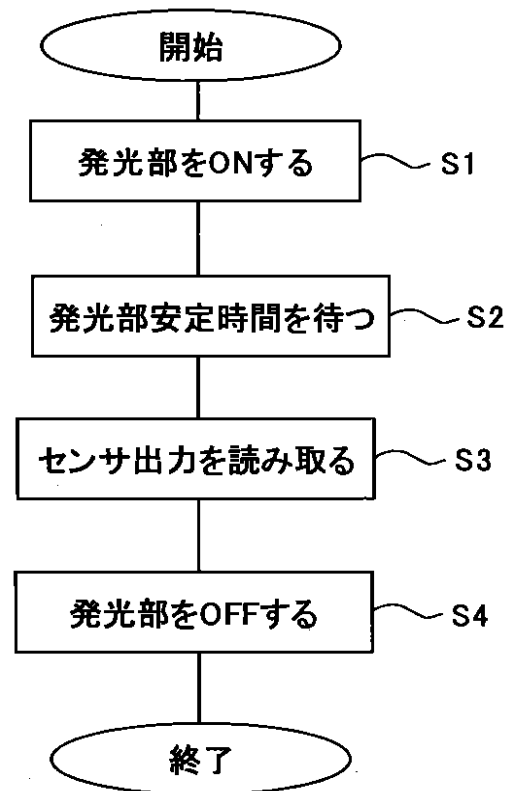 開始
発光部をONする S1
発光部安定時間を待つ S2
センサ出力を読み取る S3
発光部をOFFする S4
終了